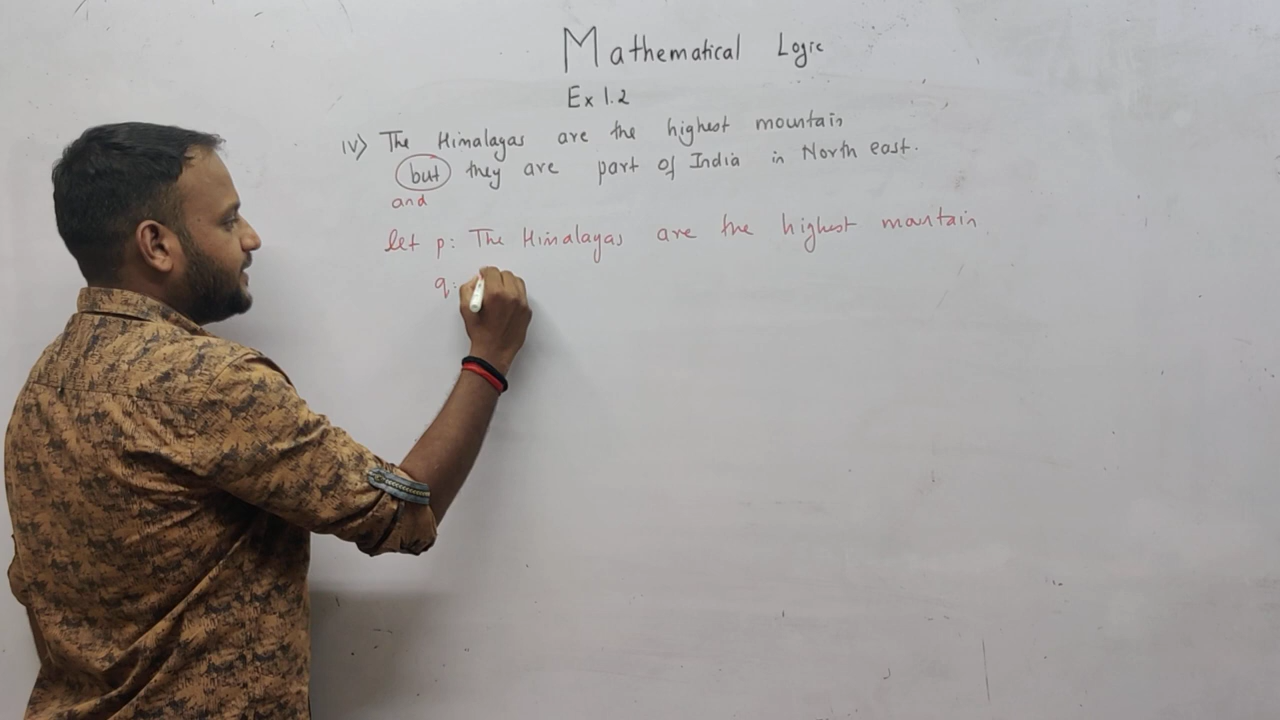 Mathematical Logic
Ex 1.2
iv) The Himalayas are the highest mountain
but they are part of India in North east.
and
let p: The Himalayas are the highest mountain
q: